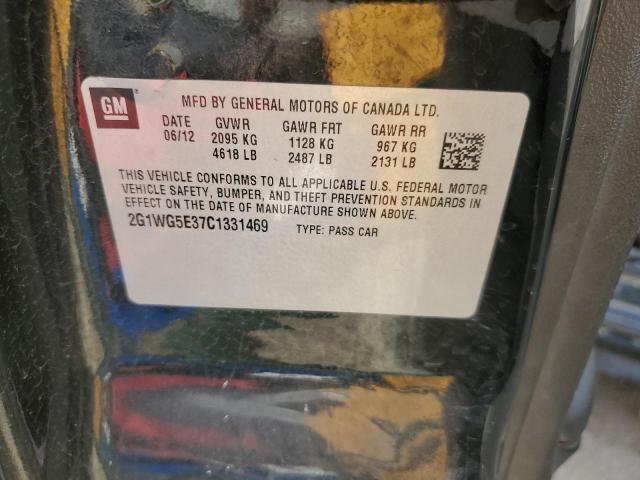 GM
MFD BY GENERAL MOTORS OF CANADA LTD.
DATE GVWR GAWR FRT GAWR RR
06/12 2095 KG 1128 KG 967 KG
4618 LB 2487 LB 2131 LB
THIS VEHICLE CONFORMS TO ALL APPLICABLE U.S. FEDERAL MOTOR
VEHICLE SAFETY, BUMPER, AND THEFT PREVENTION STANDARDS IN
EFFECT ON THE DATE OF MANUFACTURE SHOWN ABOVE.
2G1WG5E37C1331469 TYPE: PASS CAR